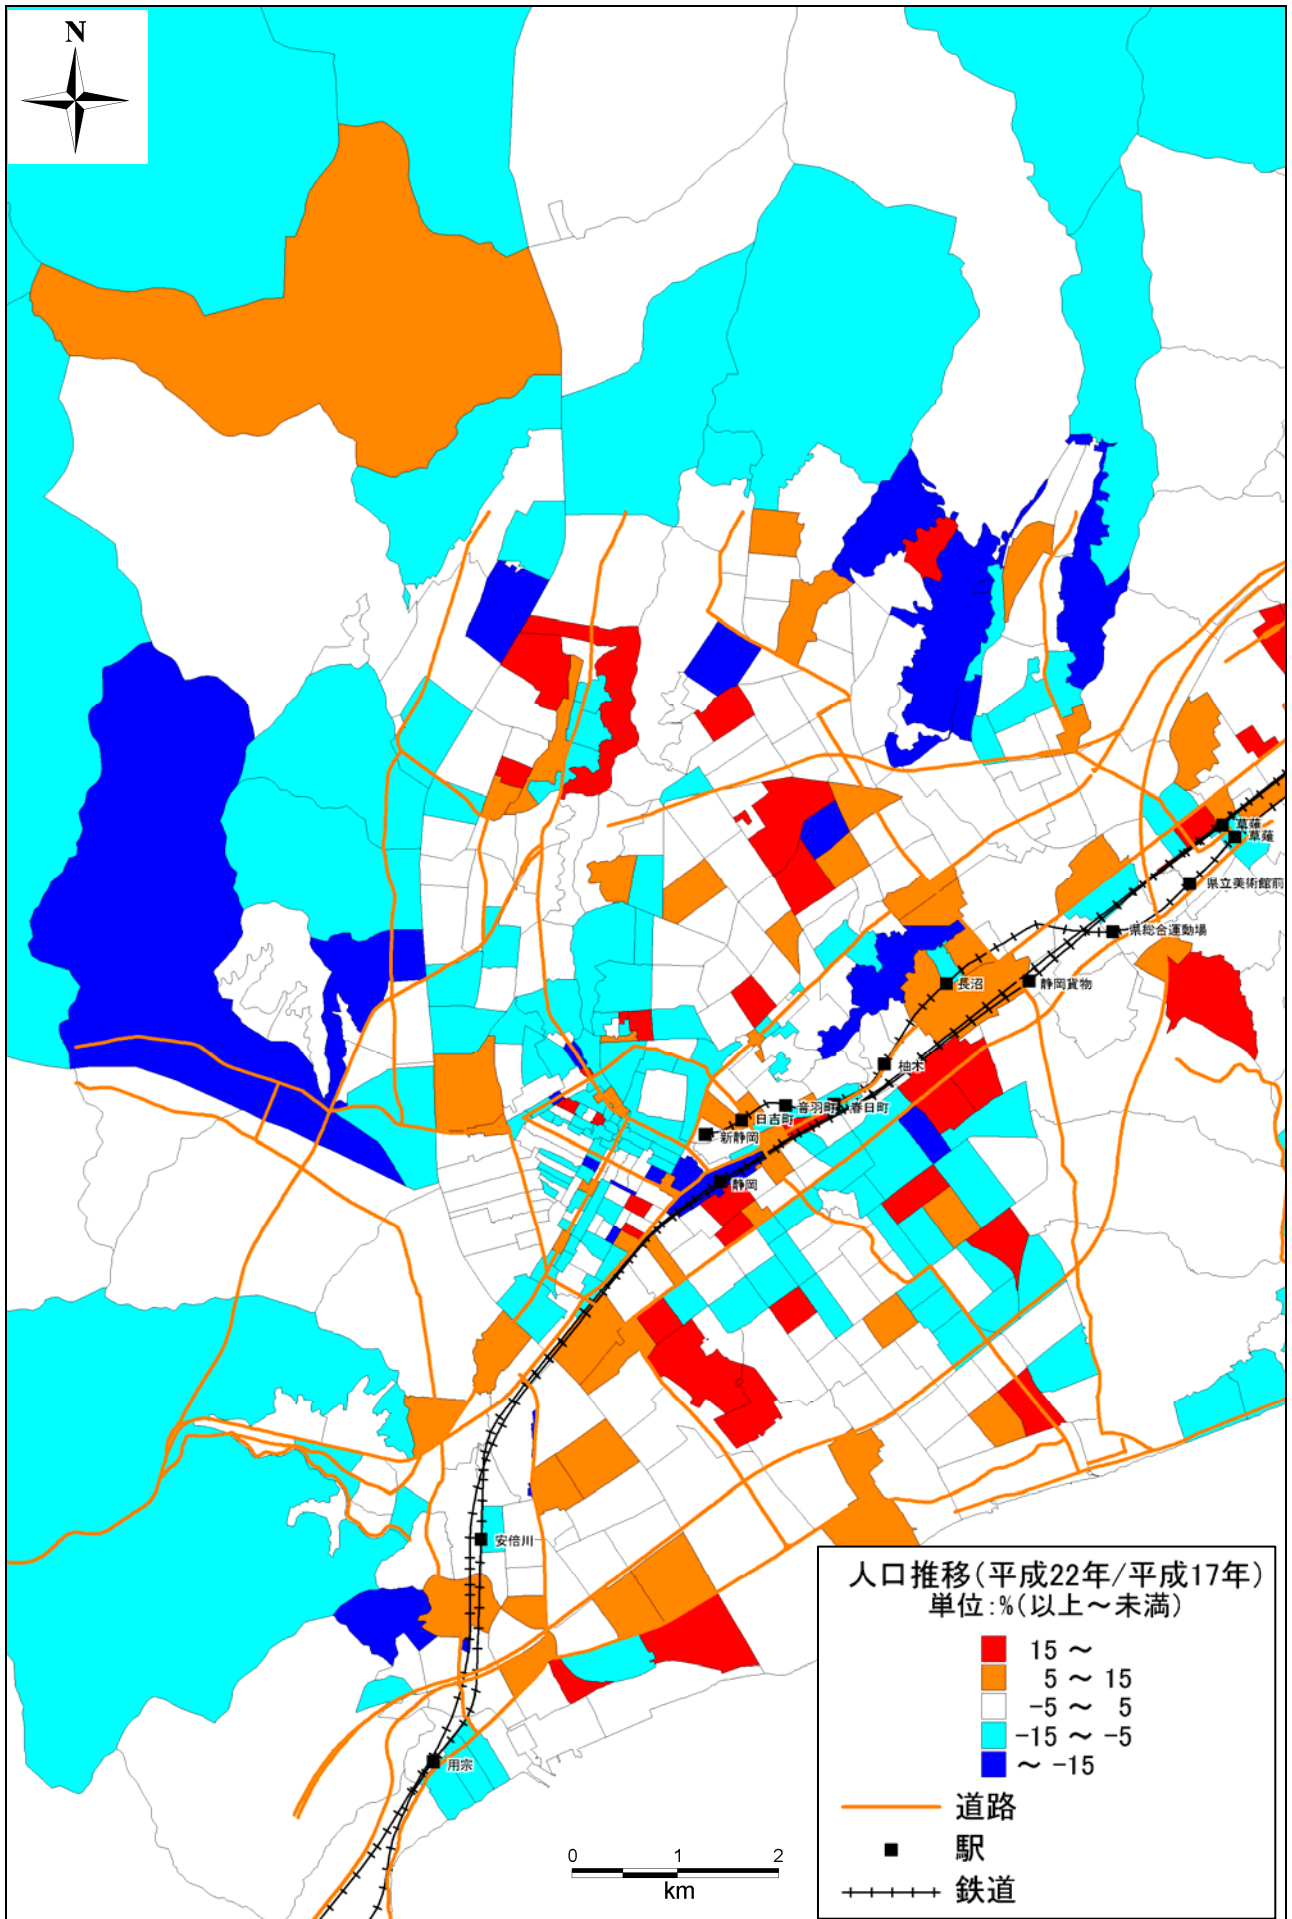 N
草薙
草薙
県立美術館前
県総合運動場
長沼
静岡貨物
柚木
音羽町
春日町
日吉町
新静岡
静岡
安倍川
用宗
人口推移(平成22年/平成17年)
単位:%(以上～未満)
15 ～
5 ～ 15
-5 ～ 5
-15 ～ -5
～ -15
道路
駅
鉄道
0 1 2
km